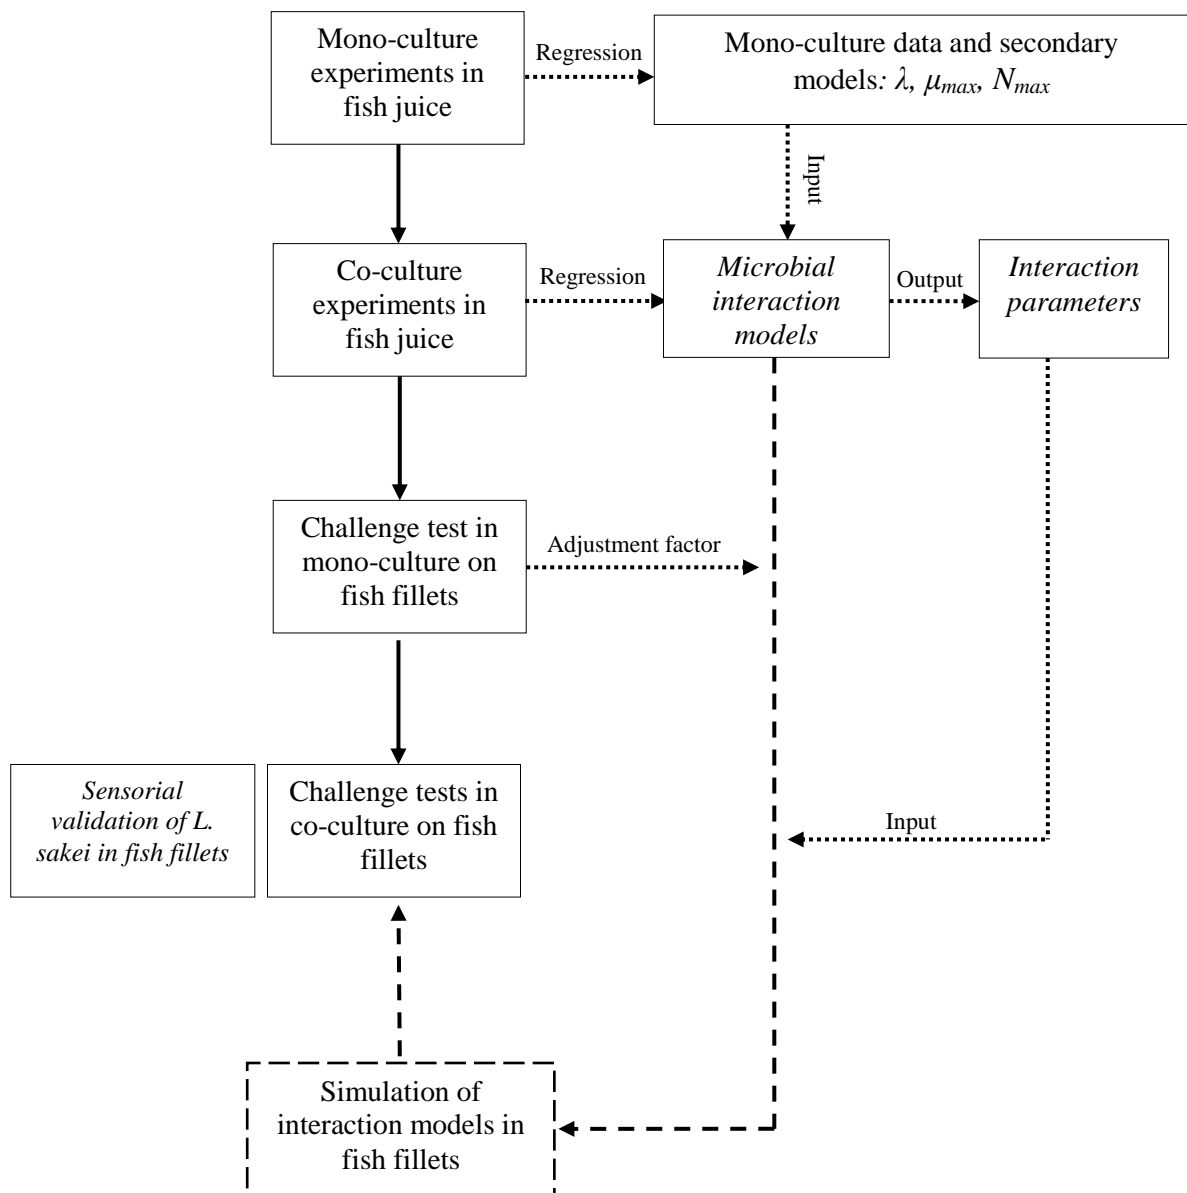 Mono-culture
experiments in
fish juice
Regression
Mono-culture data and secondary
models: λ, μmax, Nmax
Input
Co-culture
experiments in
fish juice
Regression
Microbial
interaction
models
Output
Interaction
parameters
Challenge test in
mono-culture on
fish fillets
Adjustment factor
Sensorial
validation of L.
sakei in fish fillets
Challenge tests in
co-culture on fish
fillets
Input
Simulation of
interaction models in
fish fillets